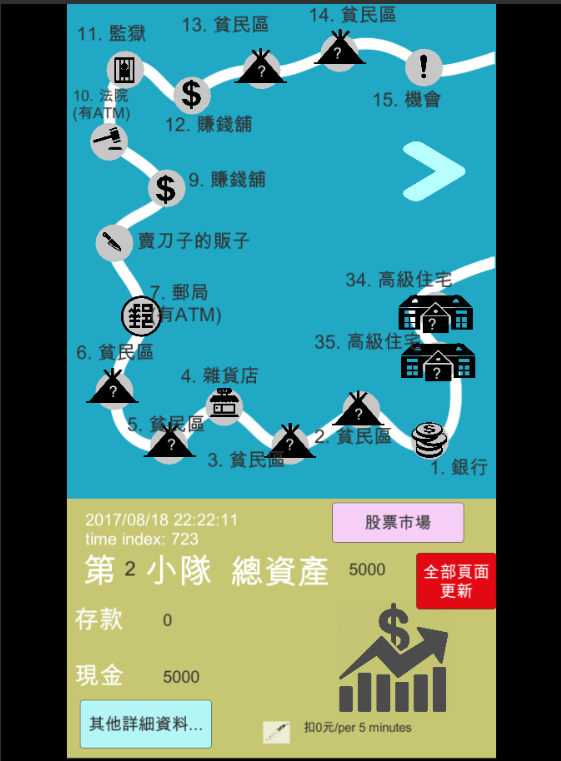 14. 貧民區
13. 貧民區
11. 監獄
15. 機會
10. 法院
(有ATM)
12. 賺錢舖
9. 賺錢舖
賣刀子的販子
7. 郵局
郵
有ATM)
34. 高級住宅
35. 高級住宅
6. 貧民區
4. 雜貨店
5. 貧民區
2. 貧民區
3. 貧民區
1. 銀行
2017/08/18 22:22:11
time index: 723
股票市場
第 2 小隊 總資產 5000
全部頁面
更新
存款 0
現金 5000
其他詳細資料...
扣0元/per 5 minutes